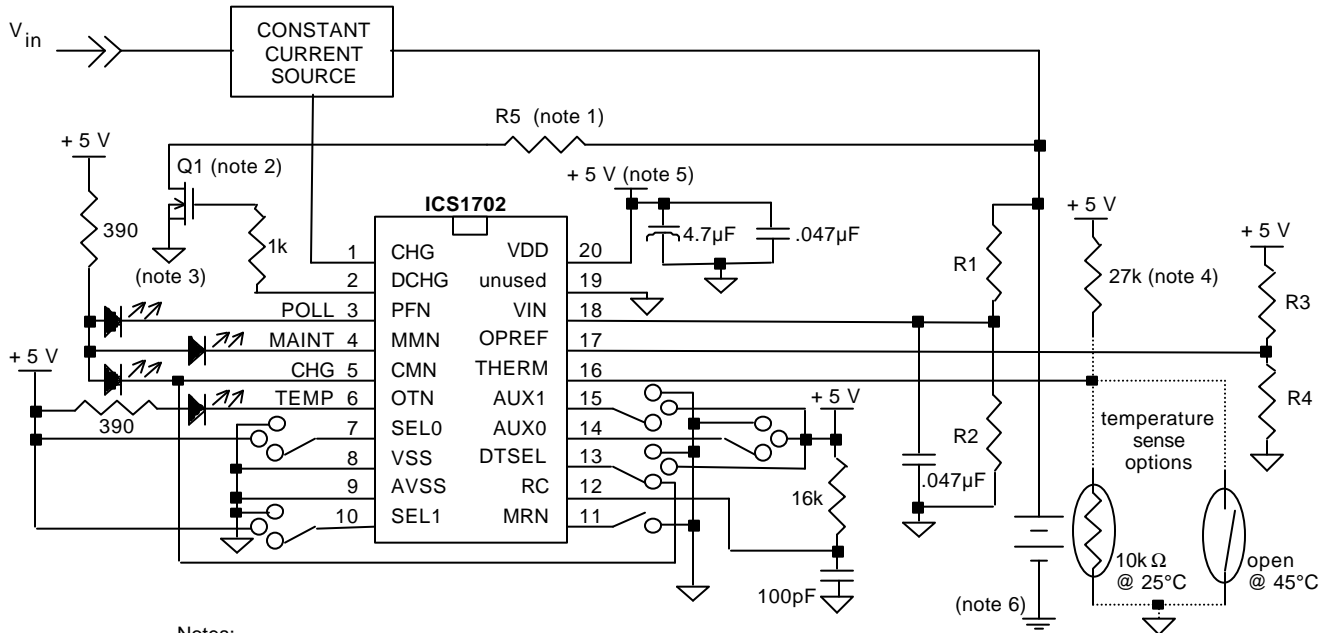 CONSTANT
CURRENT
SOURCE
Vin
R5 (note 1)
+ 5 V
Q1 (note 2)
+ 5 V (note 5)
ICS1702
+ 5 V
+ 5 V
390
1k
4.7µF
.047µF
R1
27k (note 4)
R3
(note 3)
1 CHG VDD 20
2 DCHG unused 19
POLL 3 PFN VIN 18
MAINT 4 MMN OPREF 17
CHG 5 CMN THERM 16
TEMP 6 OTN AUX1 15
7 SEL0 AUX0 14
8 VSS DTSEL 13
9 AVSS RC 12
10 SEL1 MRN 11
+ 5 V
390
+ 5 V
16k
100pF
R2
.047µF
R4
temperature
sense
options
10k Ω
@ 25°C
open
@ 45°C
(note 6)
Notes: